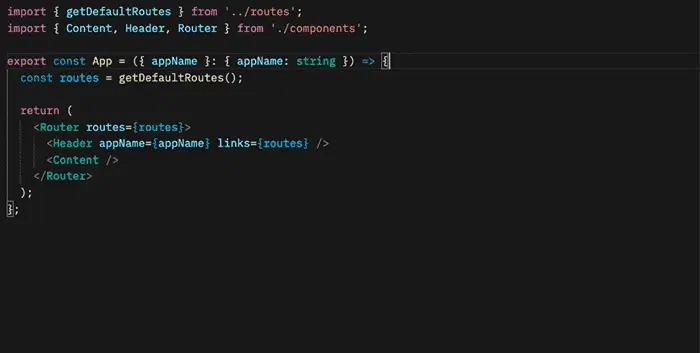 import { getDefaultRoutes } from '../routes';
import { Content, Header, Router } from './components';
export const App = ({ appName }: { appName: string }) => {
const routes = getDefaultRoutes();
return (
<Router routes={routes}>
<Header appName={appName} links={routes} />
<Content />
</Router>
);
};